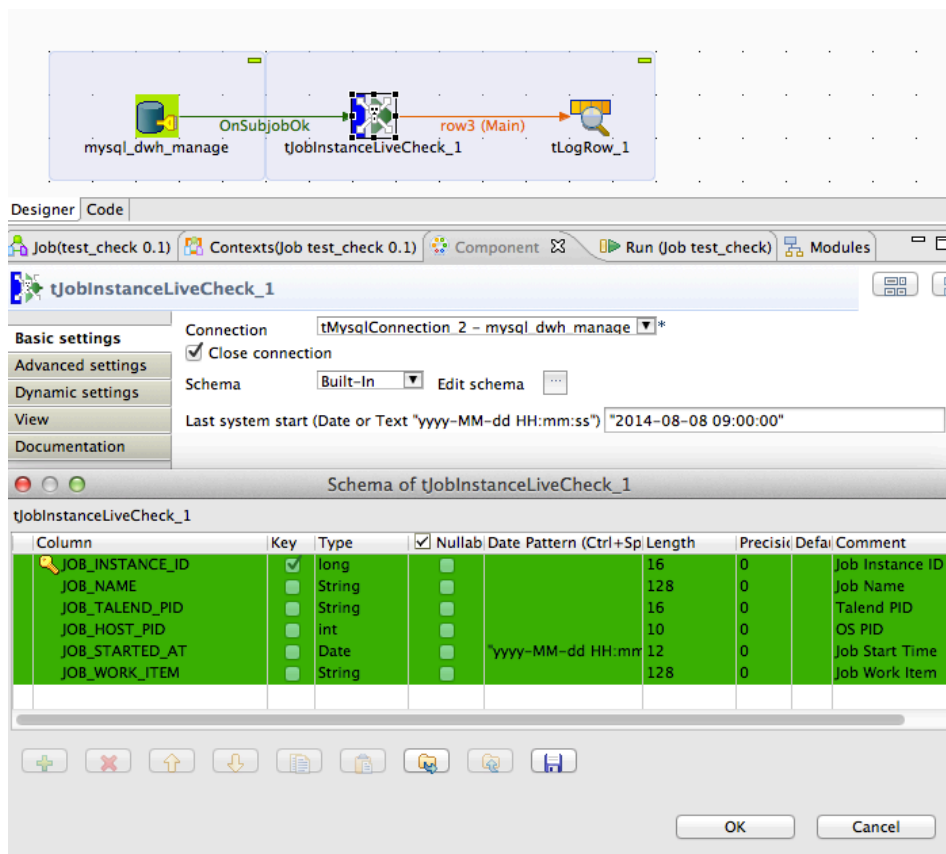 OnSubjobOk
row3 (Main)
mysql_dwh_manage
tJobInstanceLiveCheck_1
tLogRow_1
Designer Code
Job(test_check 0.1) Contexts(Job test_check 0.1) Component Run (Job test_check) Modules
tJobInstanceLiveCheck_1
Basic settings
Advanced settings
Dynamic settings
View
Documentation
Connection tMysqlConnection_2 - mysql_dwh_manage *
Close connection
Schema Built-In Edit schema ...
Last system start (Date or Text "yyyy-MM-dd HH:mm:ss") "2014-08-08 09:00:00"
Schema of tJobInstanceLiveCheck_1
tJobInstanceLiveCheck_1
Column Key Type Nullab Date Pattern (Ctrl+Sp Length Precisic Defau Comment
JOB_INSTANCE_ID long 16 0 Job Instance ID
JOB_NAME String 128 0 Job Name
JOB_TALEND_PID String 16 0 Talend PID
JOB_HOST_PID int 10 0 OS PID
JOB_STARTED_AT Date "yyyy-MM-dd HH:mm 12 0 Job Start Time
JOB_WORK_ITEM String 128 0 Job Work Item
OK Cancel